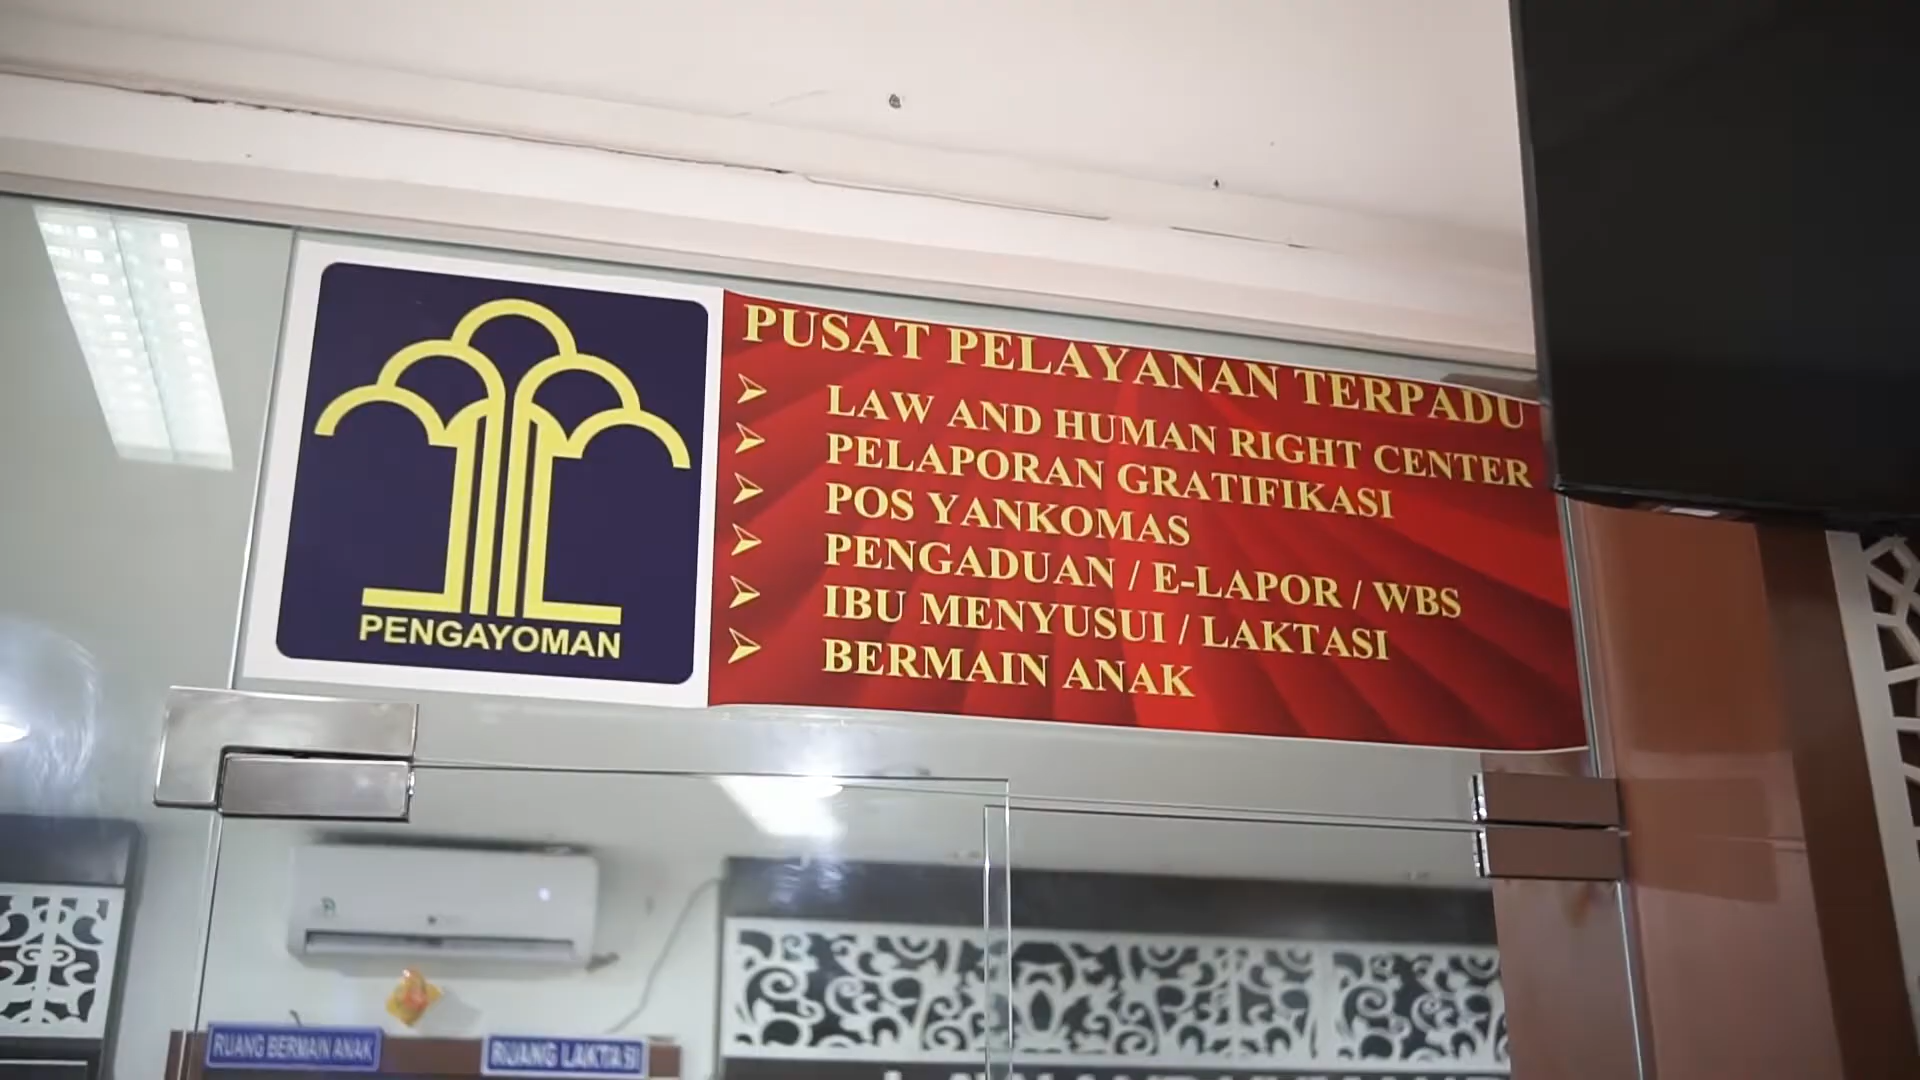 PENGAYOMAN
PUSAT PELAYANAN TERPADU
LAW AND HUMAN RIGHT CENTER
PELAPORAN GRATIFIKASI
POS YANKOMAS
PENGADUAN / E-LAPOR / WBS
IBU MENYUSUI / LAKTASI
BERMAIN ANAK
RUANG BERMAIN ANAK
RUANG LAKTASI